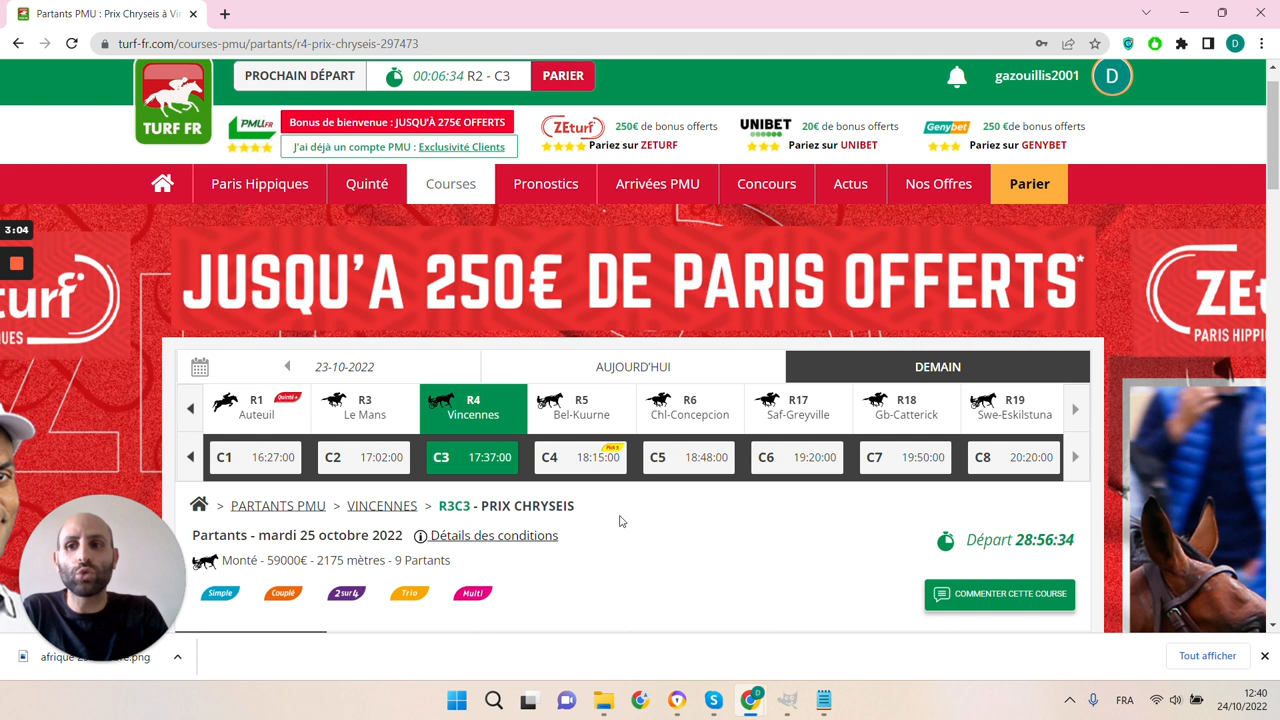 Partants PMU : Prix Chryseis à Vi
turf-fr.com/courses-pmu/partants/r4-prix-chryseis-297473
D
TURF FR
PROCHAIN DÉPART
00:06:34 R2 - C3
PARIER
gazouillis2001
D
PMU.FR
Bonus de bienvenue : JUSQU'À 275€ OFFERTS
J'ai déjà un compte PMU : Exclusivité Clients
ZEturf
250€ de bonus offerts
Pariez sur ZETURF
UNIBET
20€ de bonus offerts
Pariez sur UNIBET
Genybet
250 €de bonus offerts
Pariez sur GENYBET
Paris Hippiques
Quinté
Courses
Pronostics
Arrivées PMU
Concours
Actus
Nos Offres
Parier
3:04
JUSQU'A 250€ DE PARIS OFFERTS*
eturf
IQUES
ZE
PARIS HIPPI
23-10-2022
AUJOURD'HUI
DEMAIN
R1 Quinté+
Auteuil
R3
Le Mans
R4
Vincennes
R5
Bel-Kuurne
R6
Chl-Concepcion
R17
Saf-Greyville
R18
Gb-Catterick
R19
Swe-Eskilstuna
C1 16:27:00
C2 17:02:00
C3 17:37:00
C4 18:15:00
C5 18:48:00
C6 19:20:00
C7 19:50:00
C8 20:20:00
> PARTANTS PMU > VINCENNES > R3C3 - PRIX CHRYSEIS
Partants - mardi 25 octobre 2022 Détails des conditions
Monté - 59000€ - 2175 mètres - 9 Partants
Départ 28:56:34
Simple
Couplé
2sur4
Trio
Multi
COMMENTER CETTE COURSE
Tout afficher
FRA
12:40
24/10/2022